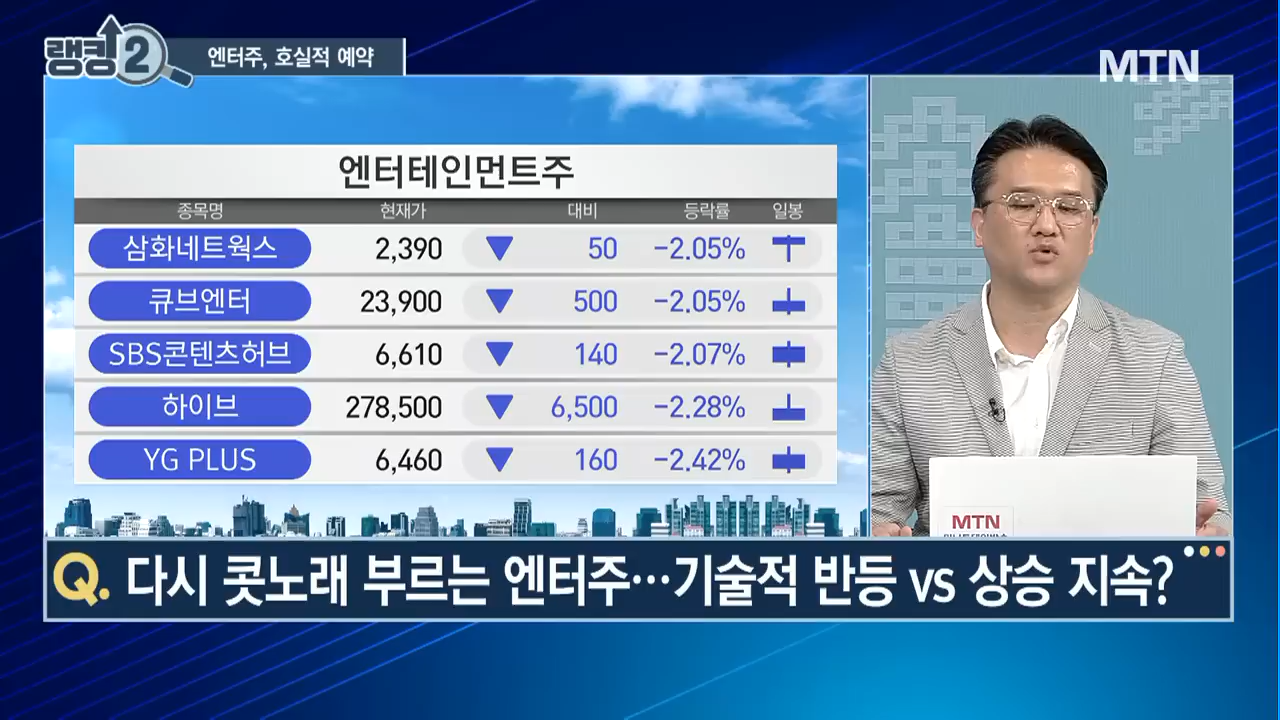 랭킹2
엔터주, 호실적 예약
MTN
엔터테인먼트주
종목명 현재가 대비 등락률 일봉
삼화네트웍스 2,390 ▼ 50 -2.05%
큐브엔터 23,900 ▼ 500 -2.05%
SBS콘텐츠허브 6,610 ▼ 140 -2.07%
하이브 278,500 ▼ 6,500 -2.28%
YG PLUS 6,460 ▼ 160 -2.42%
MTN
Q. 다시 콧노래 부르는 엔터주…기술적 반등 vs 상승 지속?